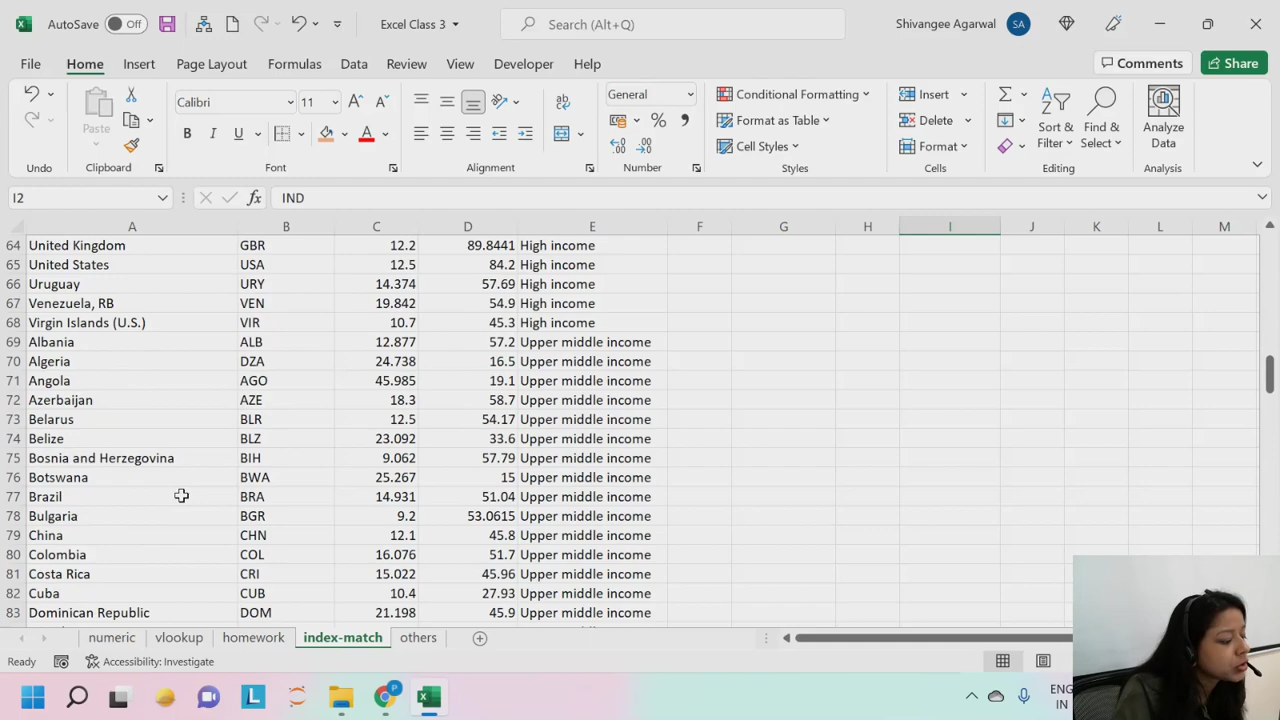 AutoSave Off Excel Class 3 Search (Alt+Q) Shivangee Agarwal SA
File Home Insert Page Layout Formulas Data Review View Developer Help Comments Share
Calibri 11 General Conditional Formatting Insert
Paste B I U % , Format as Table Delete Sort & Find & Analyze
Cell Styles Format Filter Select Data
Undo Clipboard Font Alignment Number Styles Cells Editing Analysis
I2 fx IND
A B C D E F G H I J K L M
64 United Kingdom GBR 12.2 89.8441 High income
65 United States USA 12.5 84.2 High income
66 Uruguay URY 14.374 57.69 High income
67 Venezuela, RB VEN 19.842 54.9 High income
68 Virgin Islands (U.S.) VIR 10.7 45.3 High income
69 Albania ALB 12.877 57.2 Upper middle income
70 Algeria DZA 24.738 16.5 Upper middle income
71 Angola AGO 45.985 19.1 Upper middle income
72 Azerbaijan AZE 18.3 58.7 Upper middle income
73 Belarus BLR 12.5 54.17 Upper middle income
74 Belize BLZ 23.092 33.6 Upper middle income
75 Bosnia and Herzegovina BIH 9.062 57.79 Upper middle income
76 Botswana BWA 25.267 15 Upper middle income
77 Brazil BRA 14.931 51.04 Upper middle income
78 Bulgaria BGR 9.2 53.0615 Upper middle income
79 China CHN 12.1 45.8 Upper middle income
80 Colombia COL 16.076 51.7 Upper middle income
81 Costa Rica CRI 15.022 45.96 Upper middle income
82 Cuba CUB 10.4 27.93 Upper middle income
83 Dominican Republic DOM 21.198 45.9 Upper middle income
numeric vlookup homework index-match others
Ready Accessibility: Investigate
ENG
IN